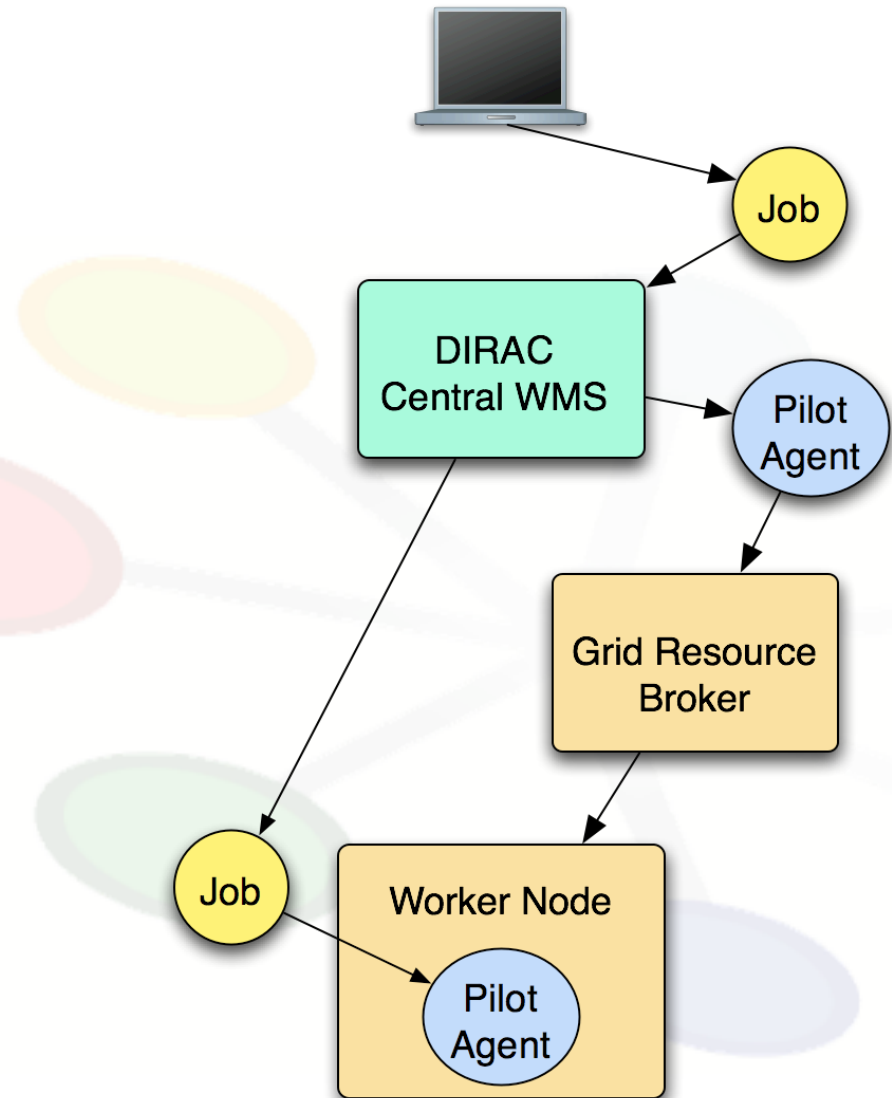 Job
DIRAC
Central WMS
Pilot
Agent
Grid Resource
Broker
Job
Worker Node
Pilot
Agent